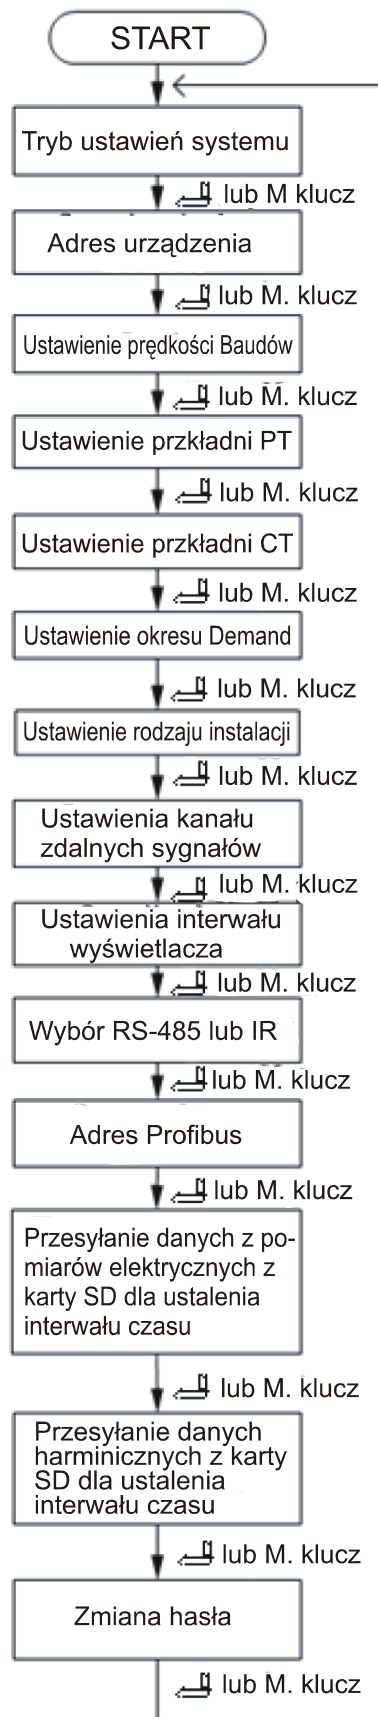 START
Tryb ustawień systemu
lub M klucz
Adres urządzenia
lub M. klucz
Ustawienie prędkości Baudów
lub M. klucz
Ustawienie przkładni PT
lub M. klucz
Ustawienie przkładni CT
lub M. klucz
Ustawienie okresu Demand
lub M. klucz
Ustawienie rodzaju instalacji
lub M. klucz
Ustawienia kanału
zdalnych sygnałów
lub M. klucz
Ustawienia interwału
wyświetlacza
lub M. klucz
Wybór RS-485 lub IR
lub M. klucz
Adres Profibus
lub M. klucz
Przesyłanie danych z po-
miarów elektrycznych z
karty SD dla ustalenia
interwału czasu
lub M. klucz
Przesyłanie danych
harminicznych z karty
SD dla ustalenia
interwału czasu
lub M. klucz
Zmiana hasła
lub M. klucz